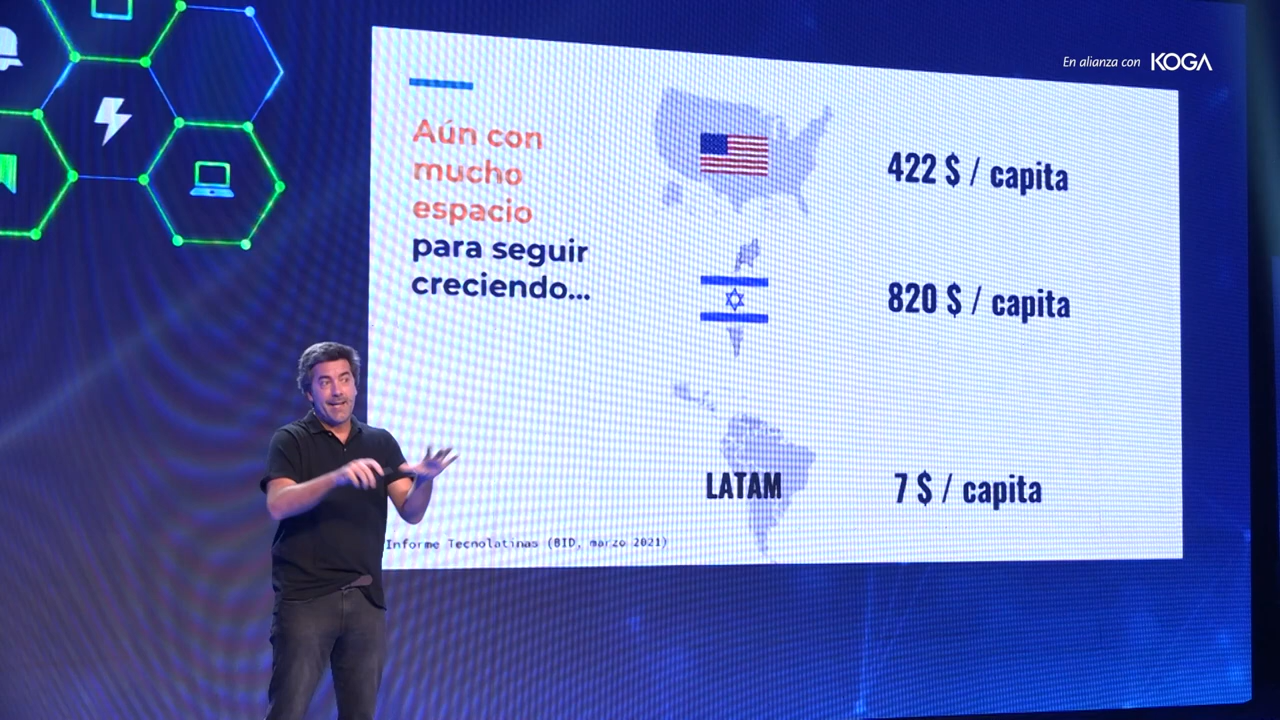 En alianza con KOGA
Aún con
mucho
espacio
para seguir
creciendo...
422 $ / capita
820 $ / capita
LATAM
7 $ / capita
Informe Tecnolatinas (BID, marzo 2021)